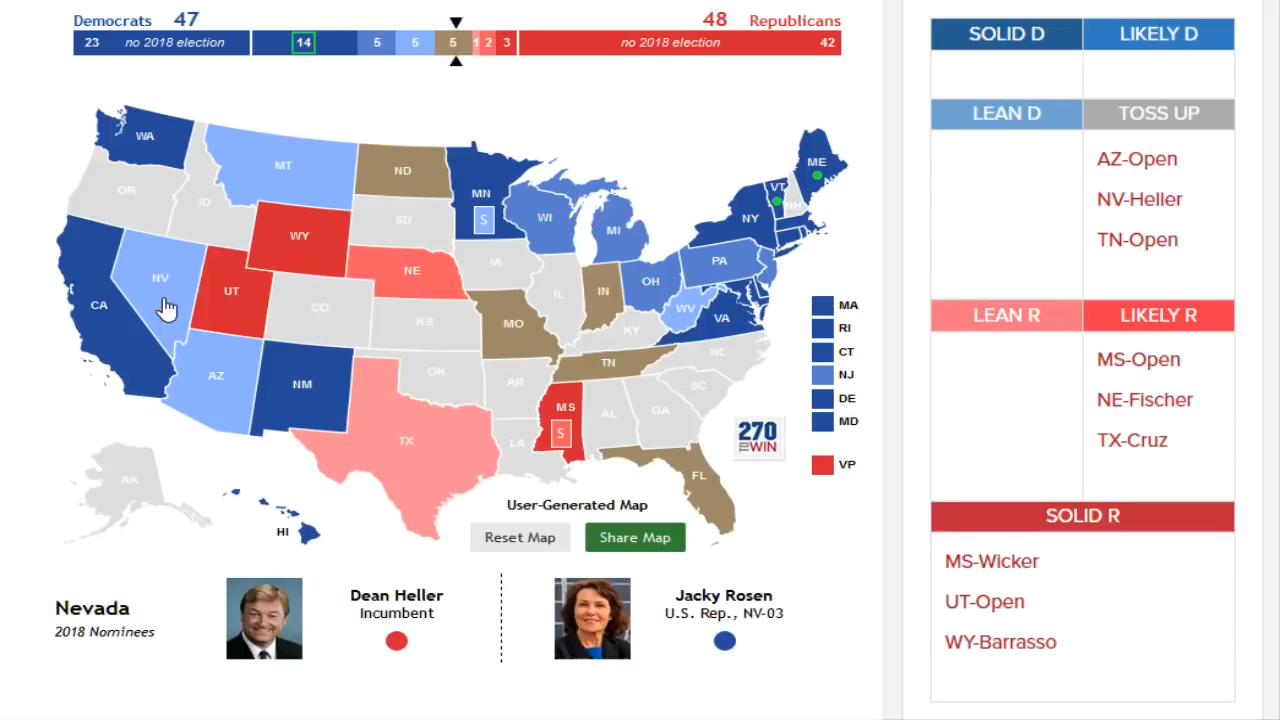 Democrats 47
48 Republicans
23 no 2018 election 14 5 5 5 1 2 3 no 2018 election 42
WA
OR
CA
ID
NV
MT
WY
UT
AZ
CO
NM
ND
SD
NE
KS
OK
TX
MN
S
IA
MO
AR
LA
WI
IL
MI
IN
OH
KY
TN
MS
S
AL
GA
FL
SC
NC
VA
WV
PA
NY
VT
NH
ME
AK
HI
MA
RI
CT
NJ
DE
MD
VP
270
TO WIN
User-Generated Map
Reset Map
Share Map
Nevada
2018 Nominees
Dean Heller
Incumbent
Jacky Rosen
U.S. Rep., NV-03
SOLID D LIKELY D
LEAN D TOSS UP
AZ-Open
NV-Heller
TN-Open
LEAN R LIKELY R
MS-Open
NE-Fischer
TX-Cruz
SOLID R
MS-Wicker
UT-Open
WY-Barrasso